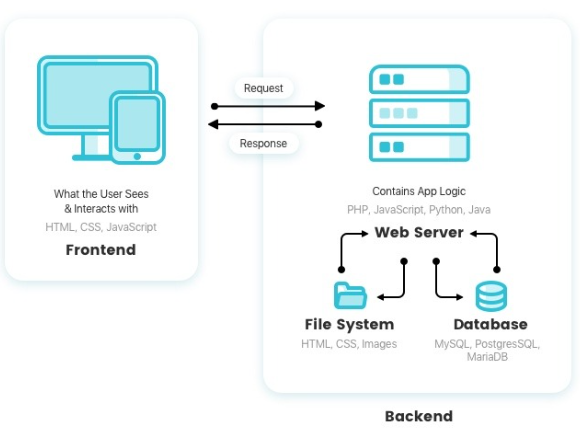 Request
Response
What the User Sees
& Interacts with
HTML, CSS, JavaScript
Frontend
Contains App Logic
PHP, JavaScript, Python, Java
Web Server
File System
HTML, CSS, Images
Database
MySQL, PostgreSQL,
MariaDB
Backend